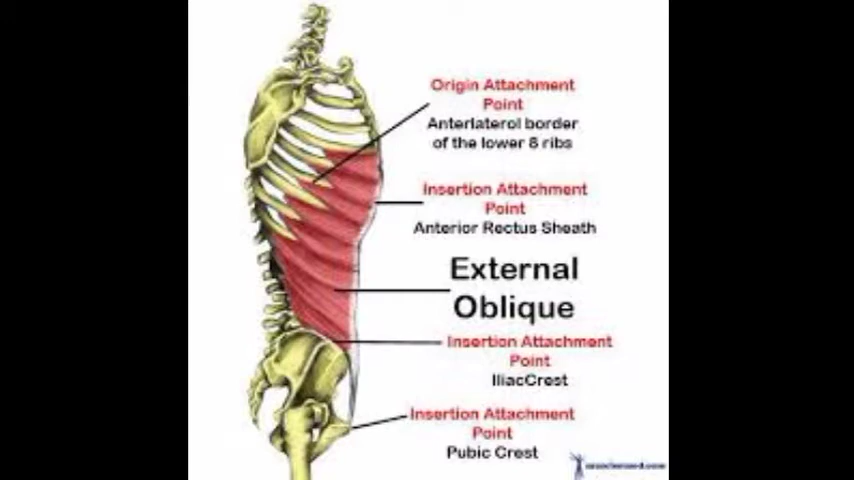 Origin Attachment
Point
Anterlaterol border
of the lower 8 ribs
Insertion Attachment
Point
Anterior Rectus Sheath
External
Oblique
Insertion Attachment
Point
IliacCrest
Insertion Attachment
Point
Pubic Crest